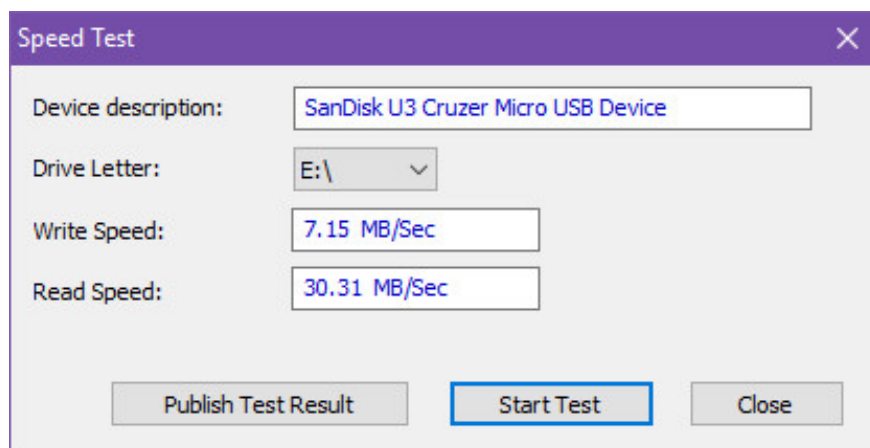 Speed Test
Device description: SanDisk U3 Cruzer Micro USB Device
Drive Letter: E:\
Write Speed: 7.15 MB/Sec
Read Speed: 30.31 MB/Sec
Publish Test Result Start Test Close